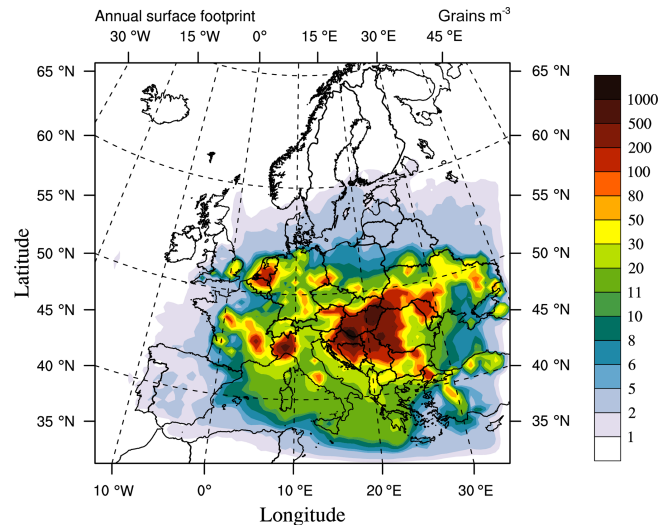 Annual surface footprint Grains m⁻³
30 °W 15 °W 0° 15 °E 30 °E 45 °E
65 °N 65 °N
60 °N 60 °N
55 °N 55 °N
50 °N 50 °N
45 °N 45 °N
40 °N 40 °N
35 °N 35 °N
Latitude
10 °W 0° 10 °E 20 °E 30 °E
Longitude
1000
500
200
100
80
50
30
20
11
10
8
6
5
2
1